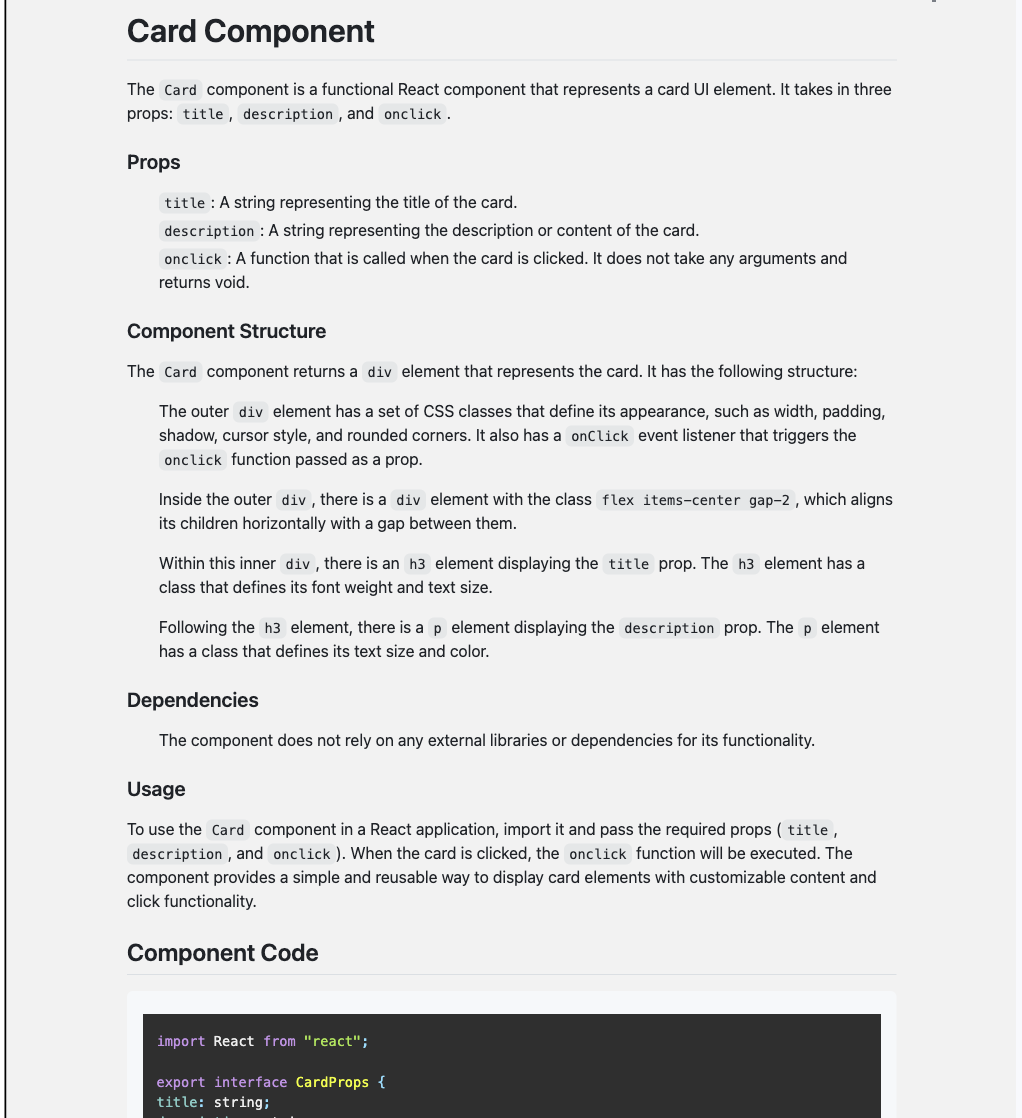 Card Component
The Card component is a functional React component that represents a card UI element. It takes in three
props: title, description, and onclick.
Props
title: A string representing the title of the card.
description: A string representing the description or content of the card.
onclick: A function that is called when the card is clicked. It does not take any arguments and
returns void.
Component Structure
The Card component returns a div element that represents the card. It has the following structure:
The outer div element has a set of CSS classes that define its appearance, such as width, padding,
shadow, cursor style, and rounded corners. It also has a onClick event listener that triggers the
onclick function passed as a prop.
Inside the outer div, there is a div element with the class flex items-center gap-2, which aligns
its children horizontally with a gap between them.
Within this inner div, there is an h3 element displaying the title prop. The h3 element has a
class that defines its font weight and text size.
Following the h3 element, there is a p element displaying the description prop. The p element
has a class that defines its text size and color.
Dependencies
The component does not rely on any external libraries or dependencies for its functionality.
Usage
To use the Card component in a React application, import it and pass the required props (title,
description, and onclick). When the card is clicked, the onclick function will be executed. The
component provides a simple and reusable way to display card elements with customizable content and
click functionality.
Component Code
import React from "react";
export interface CardProps {
title: string;